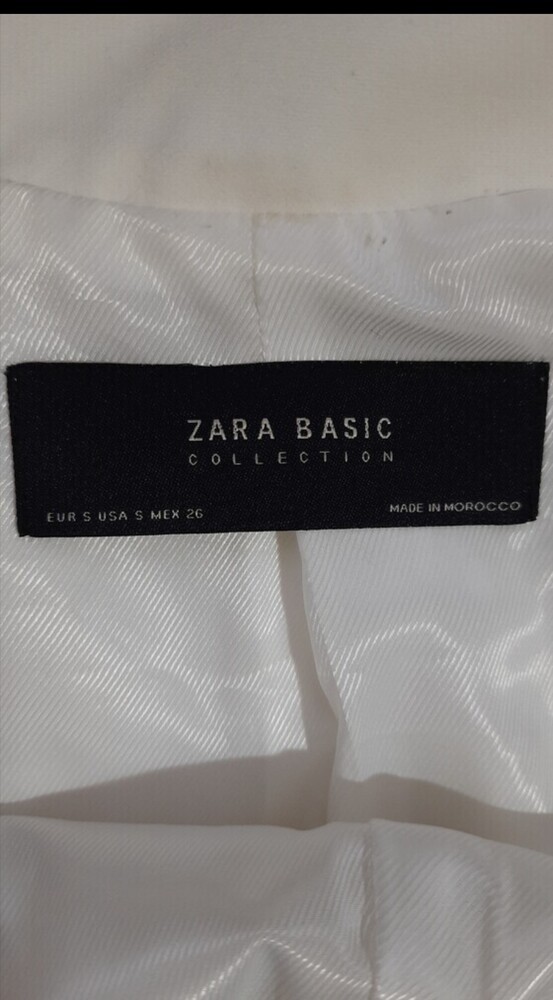 ZARA BASIC
COLLECTION
EUR S USA S MEX 26
MADE IN MOROCCO